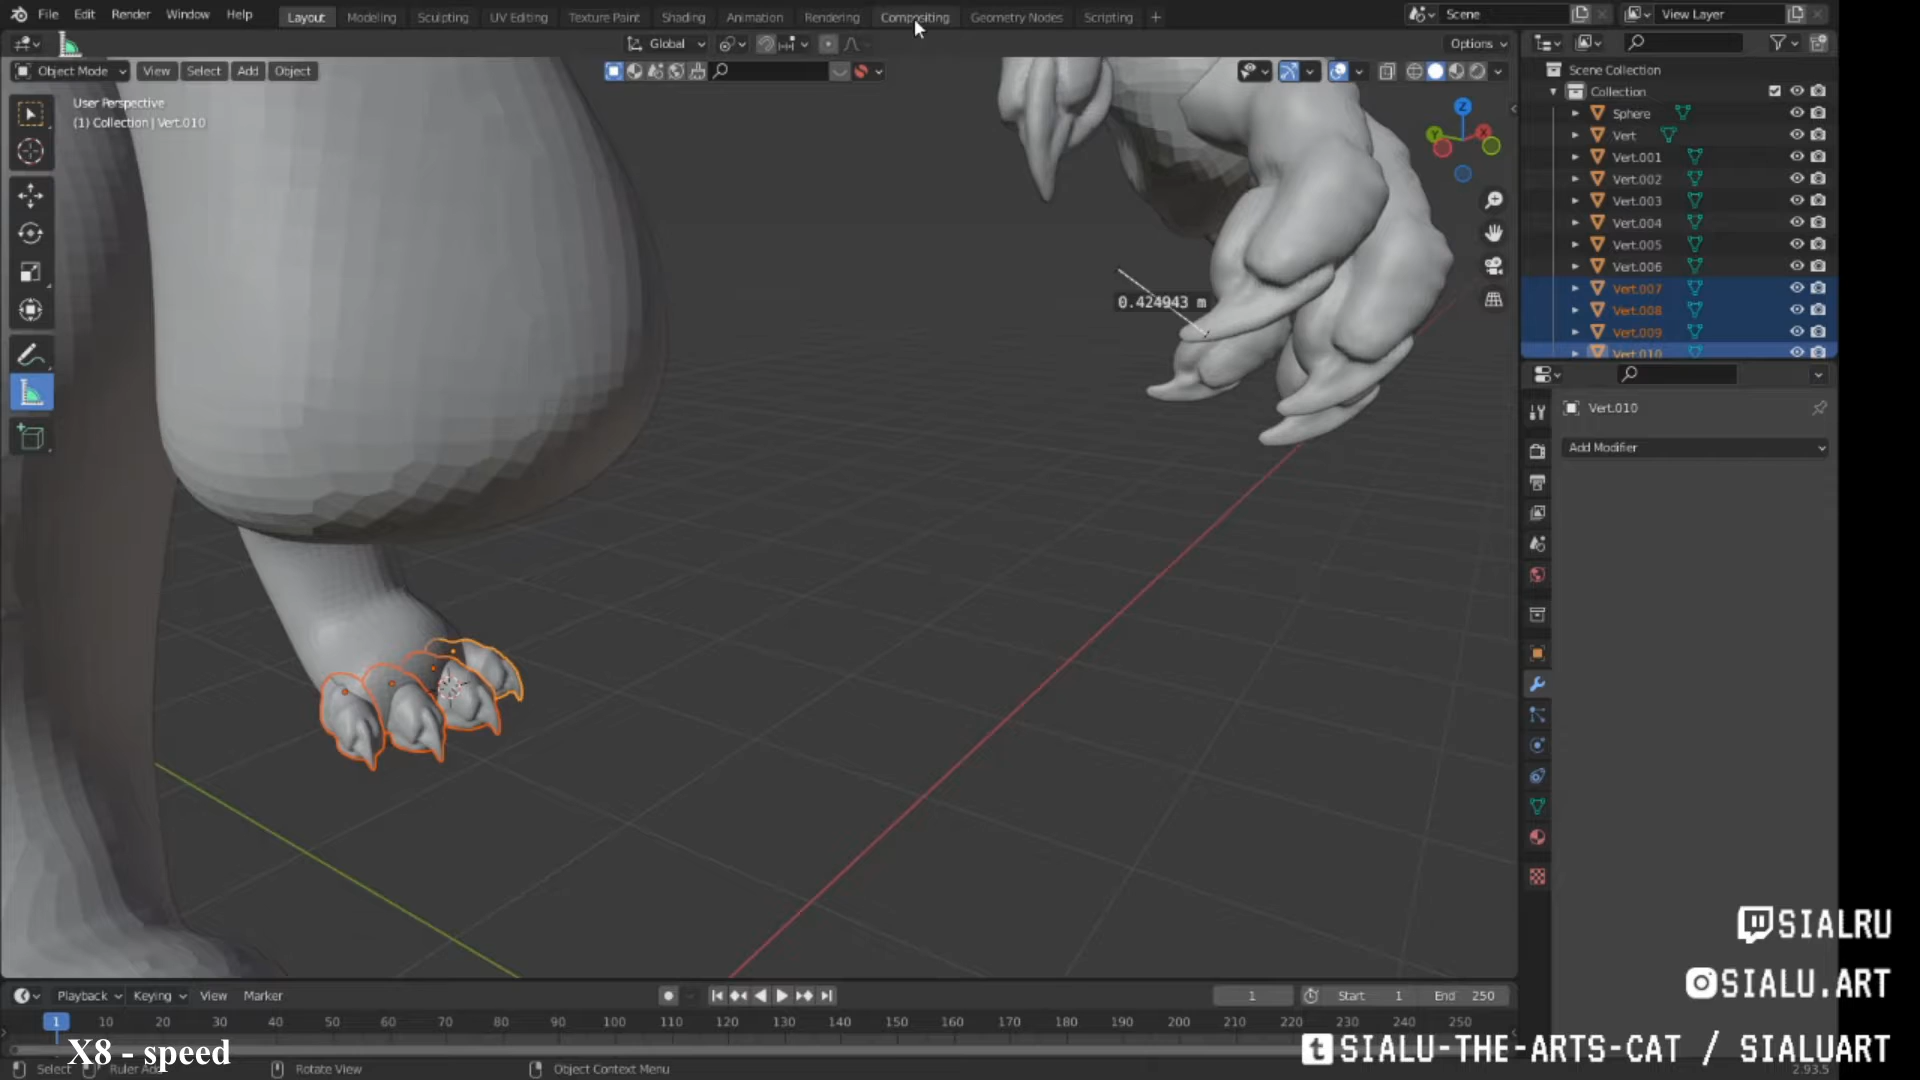 File Edit Render Window Help Layout Modeling Sculpting UV Editing Texture Paint Shading Animation Rendering Compositing Geometry Nodes Scripting + Scene View Layer
Global Options
Object Mode View Select Add Object
User Perspective
(1) Collection | Vert.010
Scene Collection
Collection
Sphere
Vert
Vert.001
Vert.002
Vert.003
Vert.004
Vert.005
Vert.006
Vert.007
Vert.008
Vert.009
Vert.010
Z
Y
X
0.424943 m
Vert.010
Add Modifier
SIALRU
SIALU.ART
SIALU-THE-ARTS-CAT / SIALUART
Playback Keying View Marker 1 Start 1 End 250
1 10 20 30 40 50 60 70 80 90 100 110 120 130 140 150 160 170 180 190 200 210 220 230 240 250
X8 - speed
Select Ruler Rotate View Object Context Menu 2.93.5